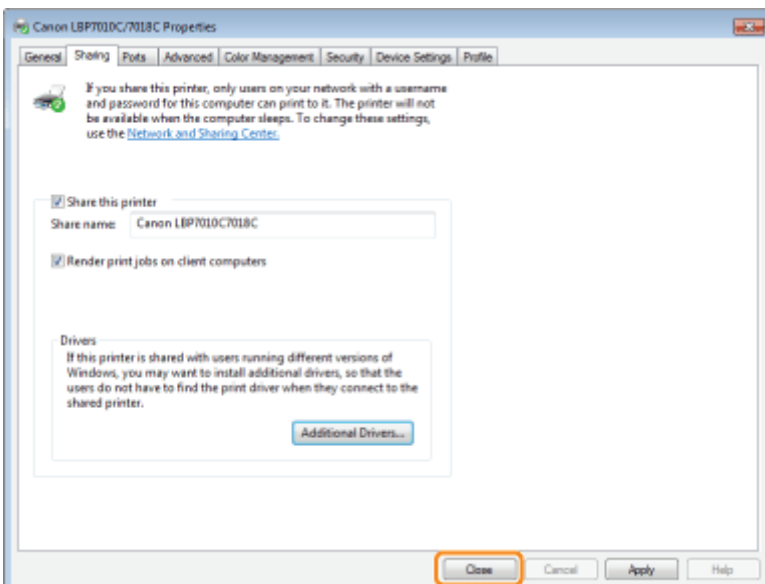 Canon LBP7010C/7018C Properties
General Sharing Ports Advanced Color Management Security Device Settings Profile
If you share this printer, only users on your network with a username
and password for this computer can print to it. The printer will not
be available when the computer sleeps. To change these settings,
use the Network and Sharing Center.
Share this printer
Share name: Canon LBP7010C7018C
Render print jobs on client computers
Drivers
If this printer is shared with users running different versions of
Windows, you may want to install additional drivers, so that the
users do not have to find the print driver when they connect to the
shared printer.
Additional Drivers...
Close Cancel Apply Help